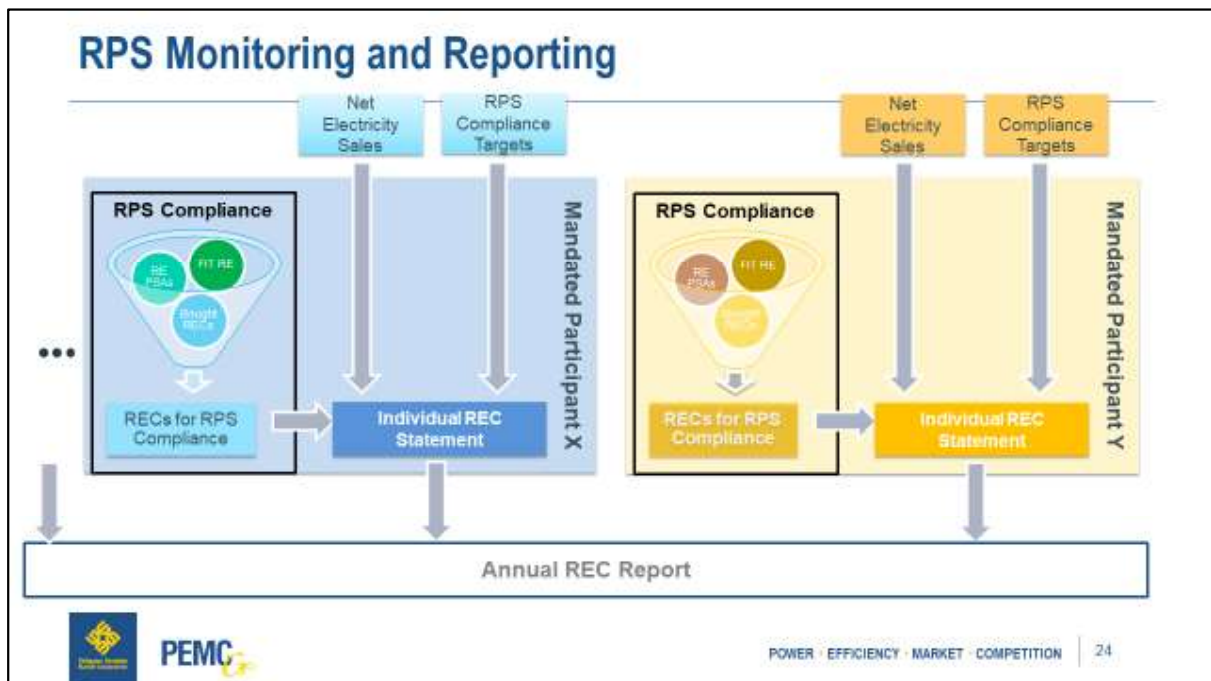 RPS Monitoring and Reporting
Net
Electricity
Sales
RPS
Compliance
Targets
Net
Electricity
Sales
RPS
Compliance
Targets
RPS Compliance
RE
PSAs
FIT RE
Bought
RECs
RECs for RPS
Compliance
Individual REC
Statement
Mandated Participant X
RPS Compliance
RE
PSAs
FIT RE
Bought
RECs
RECs for RPS
Compliance
Individual REC
Statement
Mandated Participant Y
•••
Annual REC Report
PEMC
POWER · EFFICIENCY · MARKET · COMPETITION
24